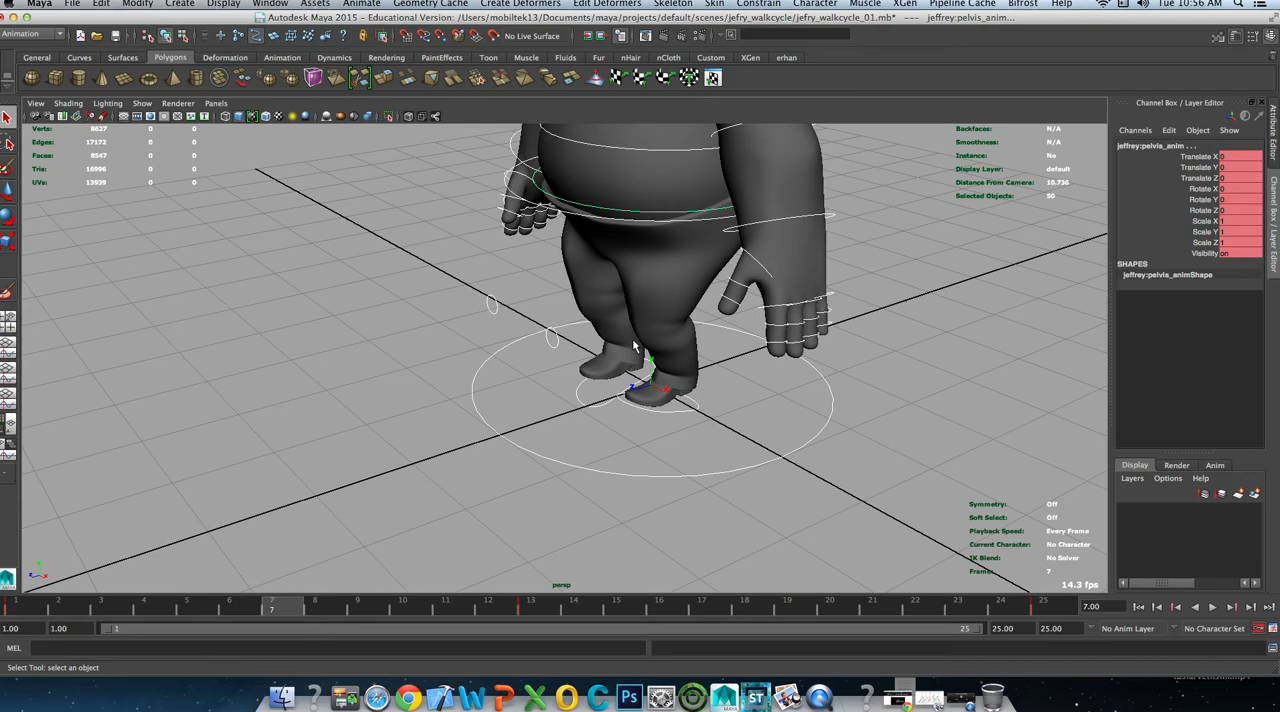 Maya File Edit Modify Create Display Window Assets Animate Geometry Cache Create Deformers Edit Deformers Skeleton Skin Constrain Character Muscle XGen Pipeline Cache Bifrost Help Tue 10:56 AM
Autodesk Maya 2015 - Educational Version: /Users/mobiltek13/Documents/maya/projects/default/scenes/jefry_walkcycle/jefry_walkcycle_01.mb* --- jeffrey:pelvis_anim...
Animation No Live Surface
General Curves Surfaces Polygons Deformation Animation Dynamics Rendering PaintEffects Toon Muscle Fluids Fur nHair nCloth Custom XGen erhan
View Shading Lighting Show Renderer Panels
Channel Box / Layer Editor
Channels Edit Object Show
Verts: 8627 0 0
Edges: 17172 0 0
Faces: 8547 0 0
Tris: 16996 0 0
UVs: 13939 0 0
Backfaces: N/A
Smoothness: N/A
Instance: No
Display Layer: default
Distance From Camera: 10.736
Selected Objects: 50
jeffrey:pelvis_anim . . .
Translate X 0
Translate Y 0
Translate Z 0
Rotate X 0
Rotate Y 0
Rotate Z 0
Scale X 1
Scale Y 1
Scale Z 1
Visibility on
SHAPES
jeffrey:pelvis_animShape
Attribute Editor
Channel Box / Layer Editor
z x
Display Render Anim
Layers Options Help
Symmetry: Off
Soft Select: Off
Playback Speed: Every Frame
Current Character: No Character
IK Blend: No Solver
Frame: 7
14.3 fps
persp
z x
1 2 3 4 5 6 7 8 9 10 11 12 13 14 15 16 17 18 19 20 21 22 23 24 25
7
7.00
1.00 1.00 1 25 25.00 25.00 No Anim Layer No Character Set
MEL
Select Tool: select an object
Ps ST MAYA